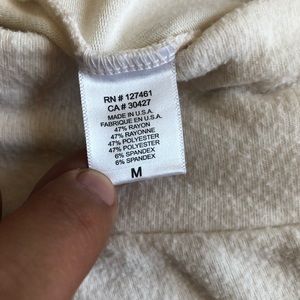 RN # 127461
CA # 30427
MADE IN U.S.A.
FABRIQUE EN U.S.A.
47% RAYON
47% RAYONNE
47% POLYESTER
47% POLYESTER
6% SPANDEX
6% SPANDEX
M